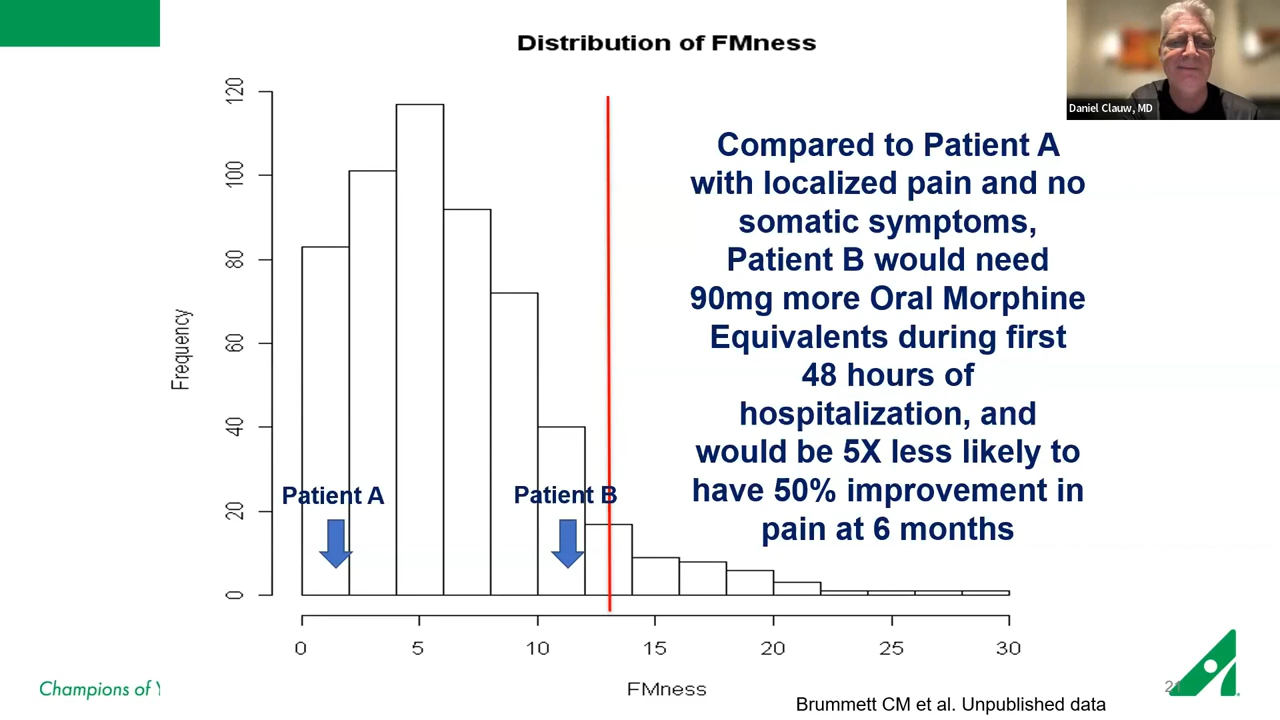 Distribution of FMness
Daniel Clauw, MD
120
100
80
60
40
20
0
Frequency
Compared to Patient A
with localized pain and no
somatic symptoms,
Patient B would need
90mg more Oral Morphine
Equivalents during first
48 hours of
hospitalization, and
would be 5X less likely to
have 50% improvement in
pain at 6 months
Patient A
Patient B
0 5 10 15 20 25 30
FMness
Champions of Y
21
Brummett CM et al. Unpublished data